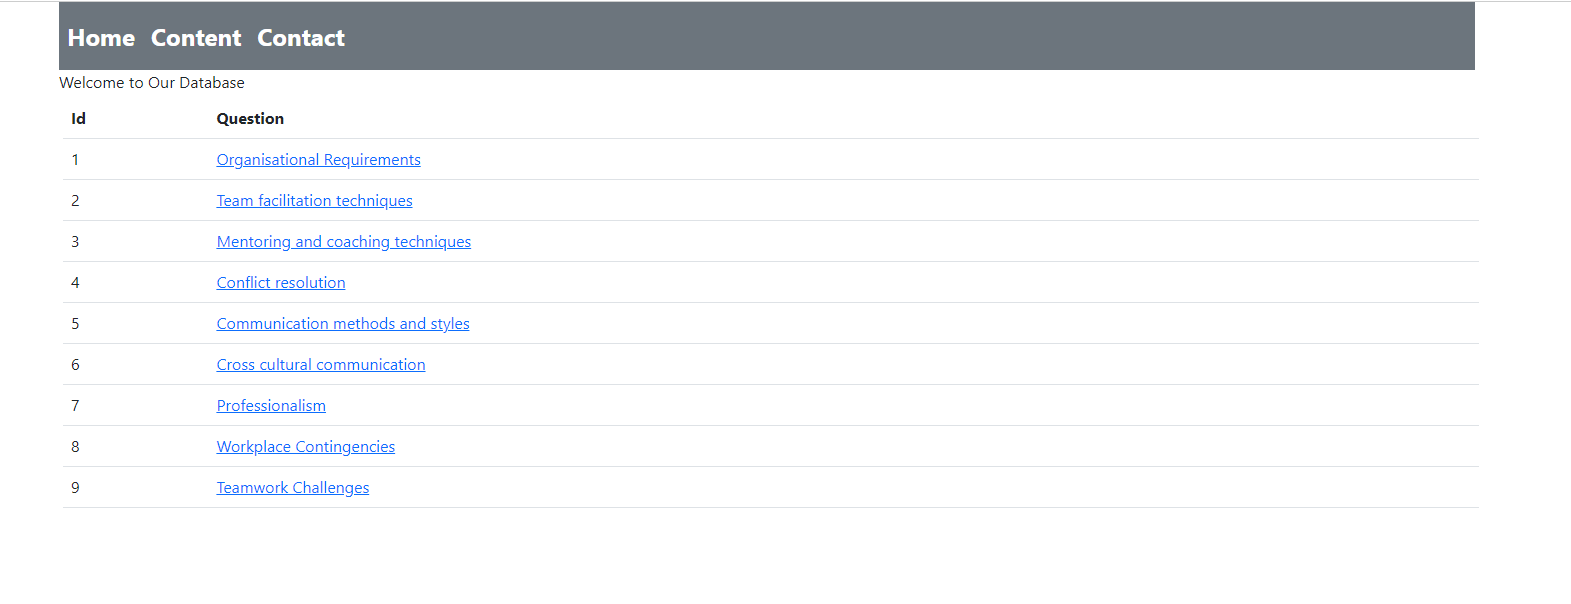 Home Content Contact
Welcome to Our Database
Id Question
1 Organisational Requirements
2 Team facilitation techniques
3 Mentoring and coaching techniques
4 Conflict resolution
5 Communication methods and styles
6 Cross cultural communication
7 Professionalism
8 Workplace Contingencies
9 Teamwork Challenges